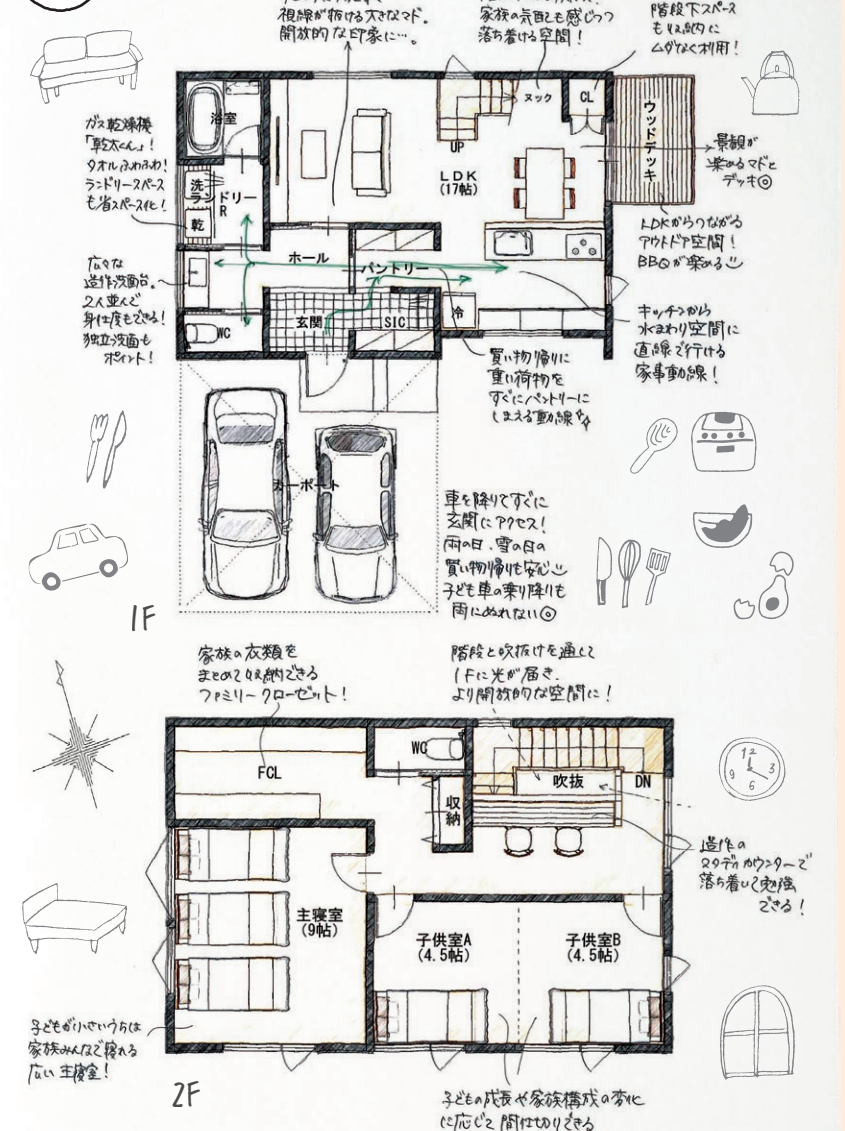 視線が抜ける大きなマド。
開放的な印象に…。
家族の気配も感じつつ
落ち着ける空間！
階段下スペース
も収納に
ムダなく利用！
浴室
ヌック
CL
ウッドデッキ
UP
LDK
(17帖)
ガス乾燥機
「乾太くん」！
タオルふわふわ！
ランドリースペース
も省スペース化！
洗
ランドリー
R
乾
景観が
楽めるマドと
デッキ◎
LDKからつながる
アウトドア空間！
BBQが楽める
広々な
造作洗面台。
2人並んで
身仕度もできる！
独立洗面も
ポイント！
ホール
パントリー
玄関
SIC
冷
WC
キッチンから
水まわり空間に
直線で行ける
家事動線！
買い物帰りに
重い荷物を
すぐにパントリーに
しまえる動線☆
カーポート
車を降りてすぐに
玄関にアクセス！
雨の日、雪の日の
買い物帰りも安心
子ども車の乗り降りも
雨にぬれない◎
1F
家族の衣類を
まとめて収納できる
ファミリークローゼット！
階段と吹抜けを通じて
1Fに光が届き、
より開放的な空間に！
FCL
WC
収納
吹抜
DN
12
3
6
9
造作の
スタディカウンターで
落ち着いて勉強
できる！
主寝室
(9帖)
子供室A
(4.5帖)
子供室B
(4.5帖)
子どもが小さいうちは
家族みんなで寝れる
広い主寝室！
2F
子どもの成長や家族構成の変化
に応じて間仕切りできる